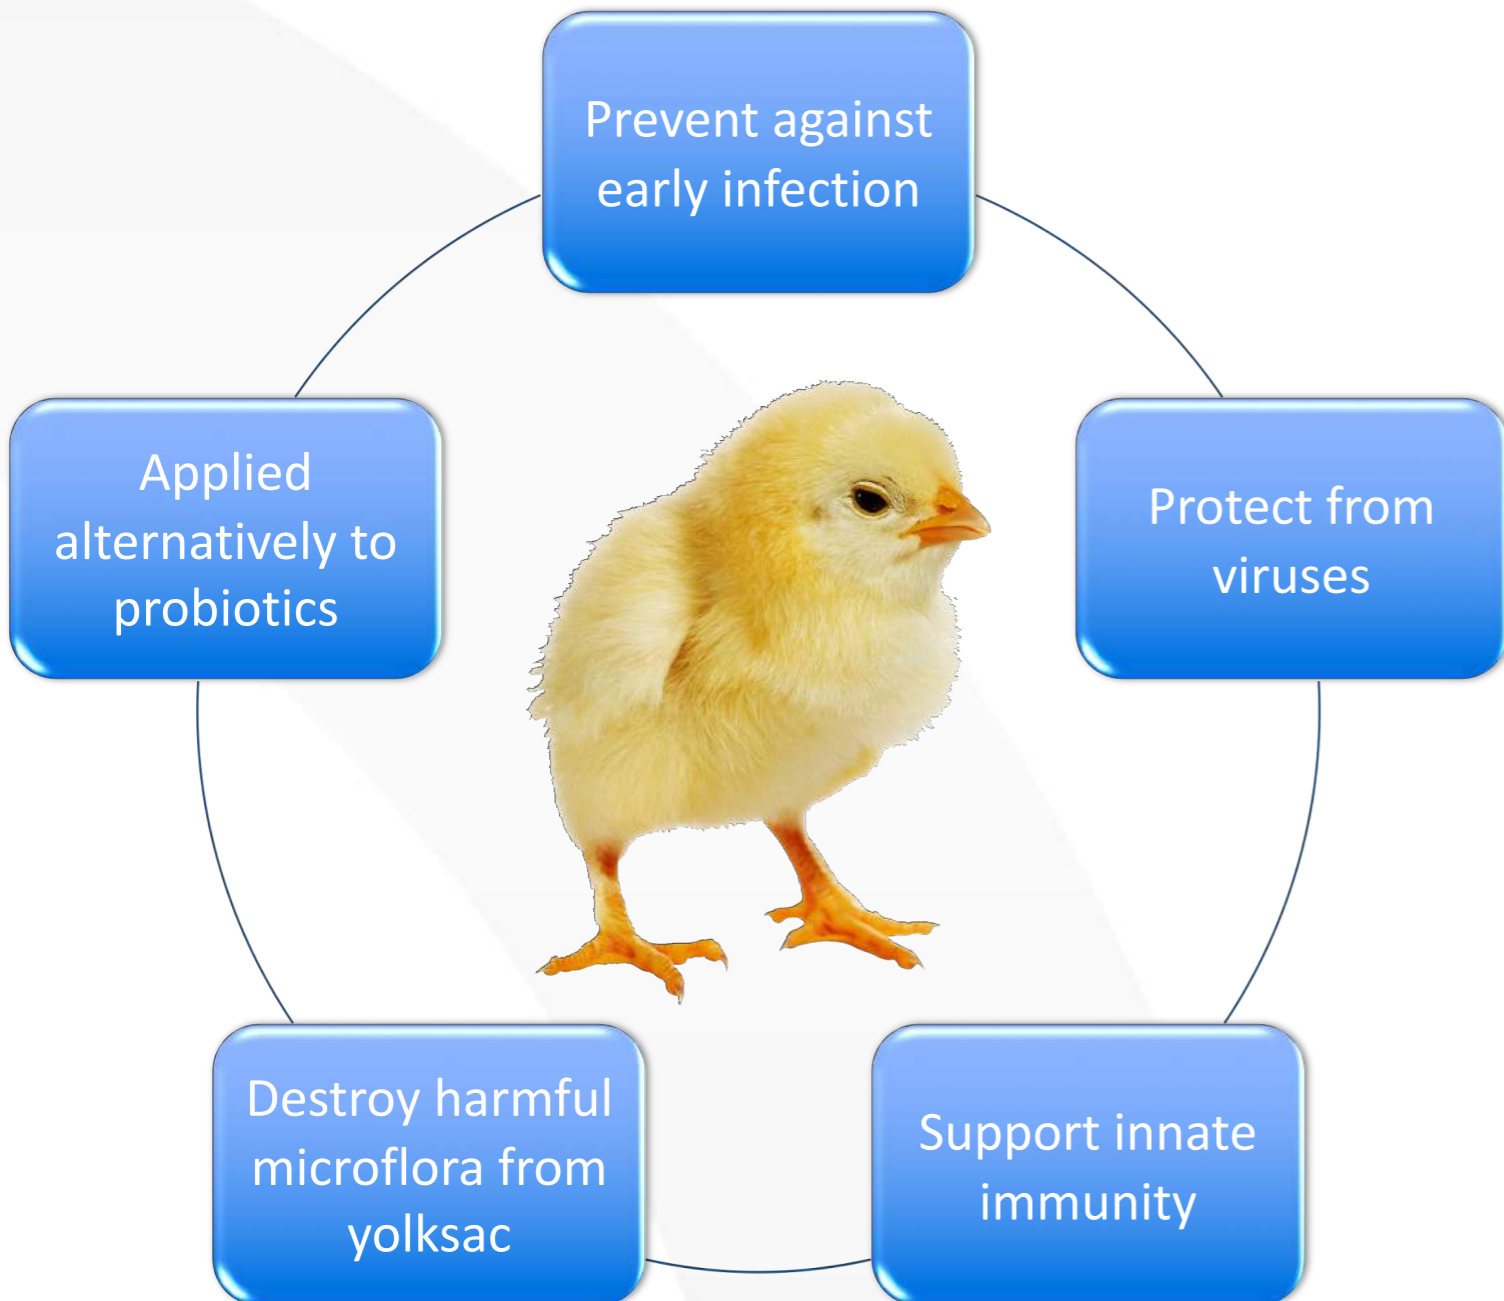 Prevent against
early infection
Protect from
viruses
Support innate
immunity
Destroy harmful
microflora from
yolksac
Applied
alternatively to
probiotics